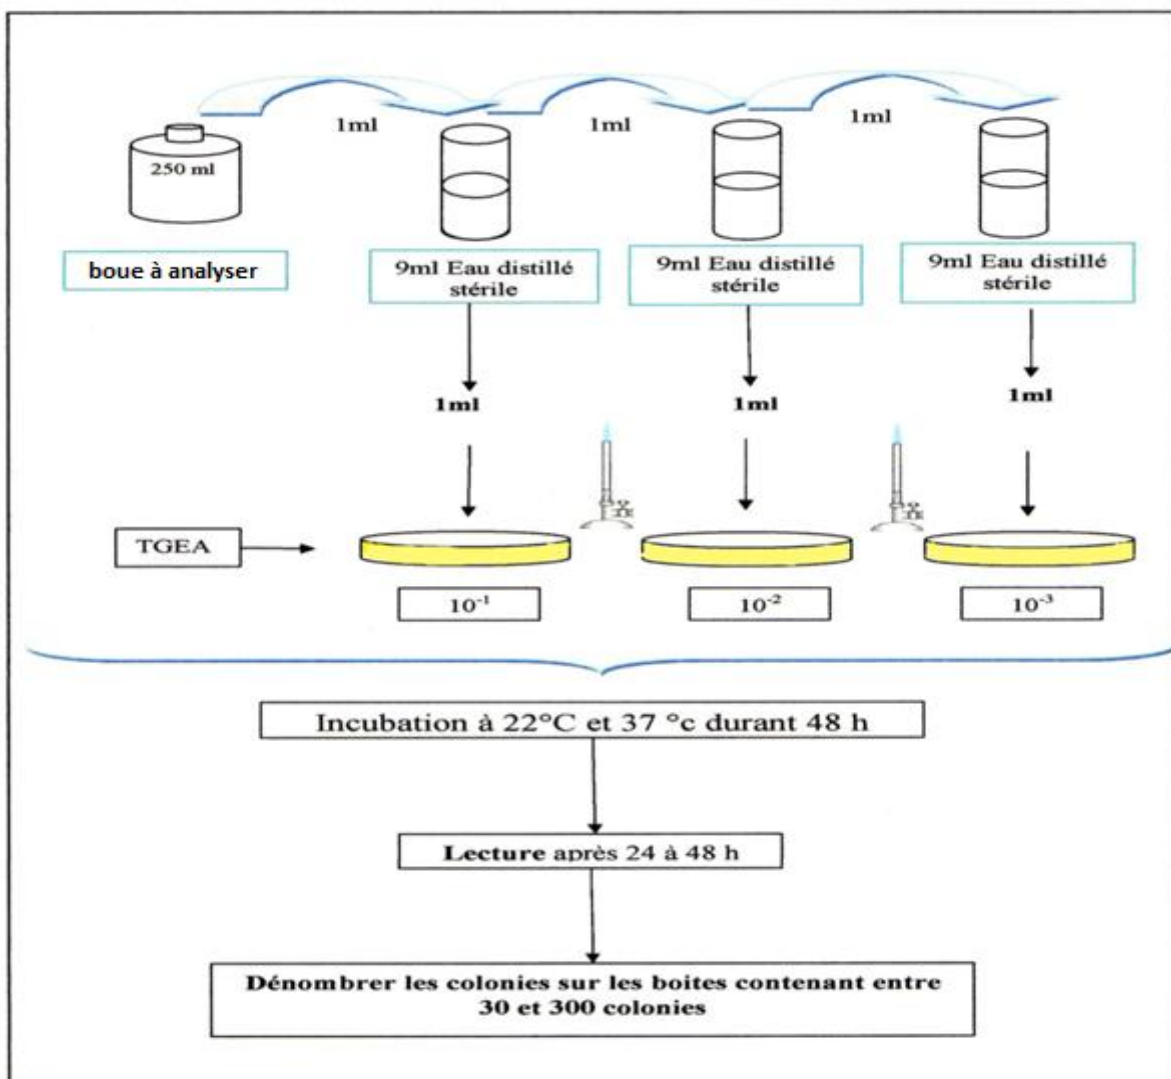 1ml
1ml
1ml
250 ml
boue à analyser
9ml Eau distillé
stérile
9ml Eau distillé
stérile
9ml Eau distillé
stérile
1ml
1ml
1ml
TGEA
10⁻¹
10⁻²
10⁻³
Incubation à 22°C et 37 °c durant 48 h
Lecture après 24 à 48 h
Dénombrer les colonies sur les boites contenant entre
30 et 300 colonies